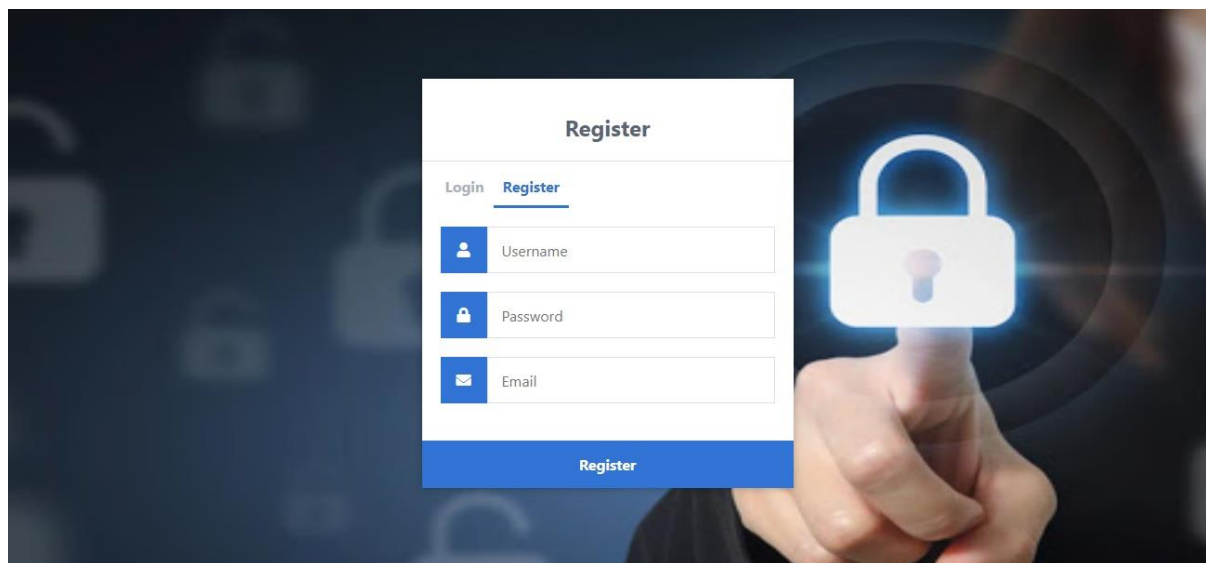 Register
Login Register
Username
Password
Email
Register